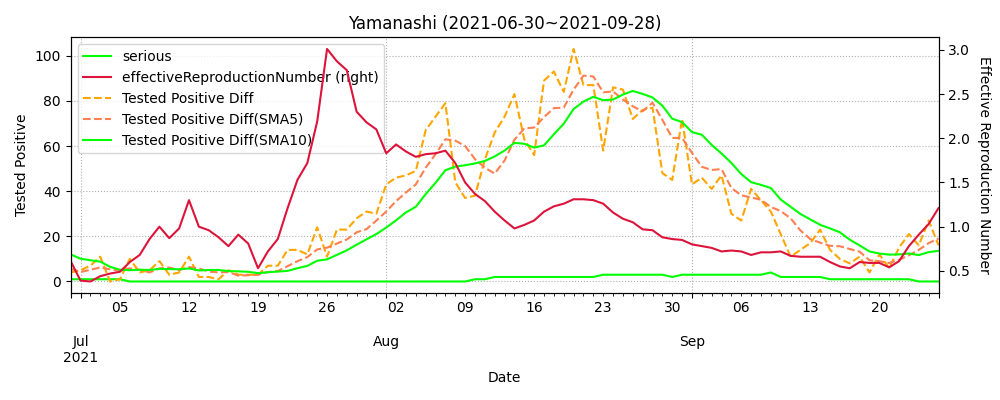 Yamanashi (2021-06-30~2021-09-28)
serious
effectiveReproductionNumber (right)
Tested Positive Diff
Tested Positive Diff(SMA5)
Tested Positive Diff(SMA10)
Tested Positive
100
80
60
40
20
0
3.0
2.5
2.0
1.5
1.0
0.5
Effective Reproduction Number
05 12 19 26 02 09 16 23 30 06 13 20
Jul Aug Sep
2021
Date